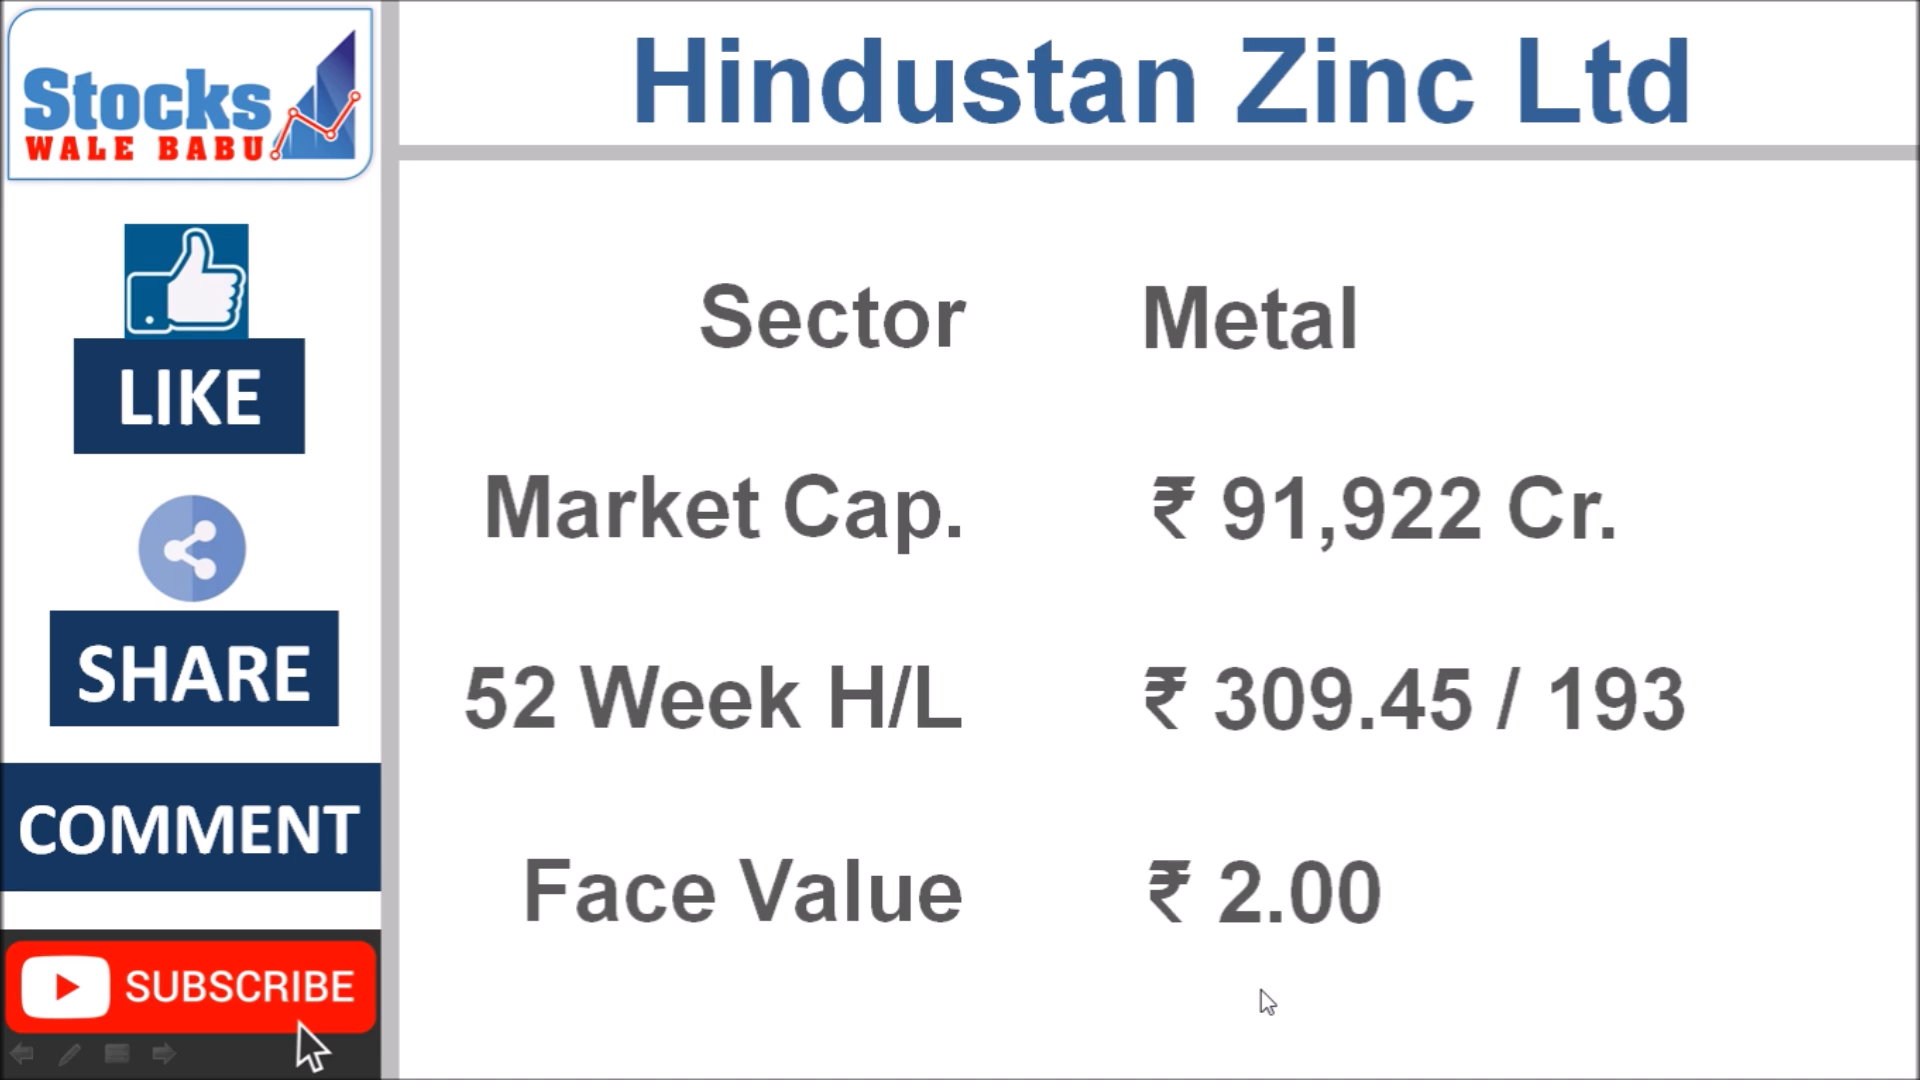 Stocks
WALE BABU
LIKE
SHARE
COMMENT
SUBSCRIBE
Hindustan Zinc Ltd
Sector Metal
Market Cap. ₹ 91,922 Cr.
52 Week H/L ₹ 309.45 / 193
Face Value ₹ 2.00